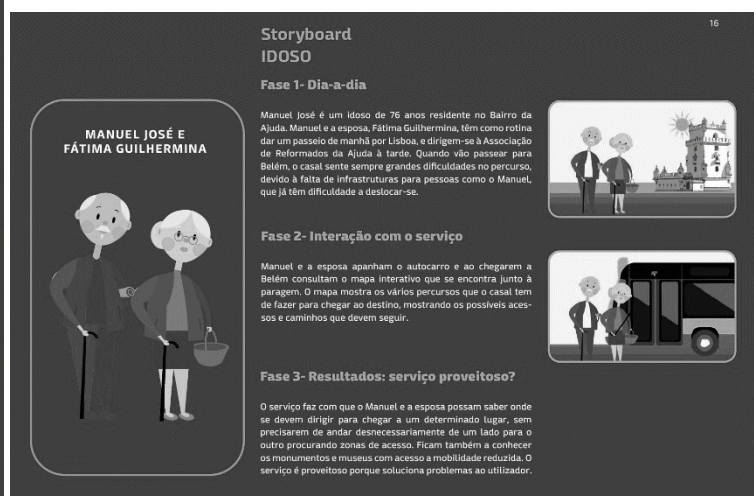 16
Storyboard
IDOSO
MANUEL JOSÉ E
FÁTIMA GUILHERMINA
Fase 1- Dia-a-dia
Manuel José é um idoso de 76 anos residente no Bairro da
Ajuda. Manuel e a esposa, Fátima Guilhermina, têm como rotina
dar um passeio de manhã por Lisboa, e dirigem-se à Associação
de Reformados da Ajuda à tarde. Quando vão passear para
Belém, o casal sente sempre grandes dificuldades no percurso,
devido à falta de infraestruturas para pessoas como o Manuel,
que já têm dificuldade a deslocar-se.
Fase 2- Interação com o serviço
Manuel e a esposa apanham o autocarro e ao chegarem a
Belém consultam o mapa interativo que se encontra junto à
paragem. O mapa mostra os vários percursos que o casal tem
de fazer para chegar ao destino, mostrando os possíveis aces-
sos e caminhos que devem seguir.
Fase 3- Resultados: serviço proveitoso?
O serviço faz com que o Manuel e a esposa possam saber onde
se devem dirigir para chegar a um determinado lugar, sem
precisarem de andar desnecessariamente de um lado para o
outro procurando zonas de acesso. Ficam também a conhecer
os monumentos e museus com acesso a mobilidade reduzida. O
serviço é proveitoso porque soluciona problemas ao utilizador.